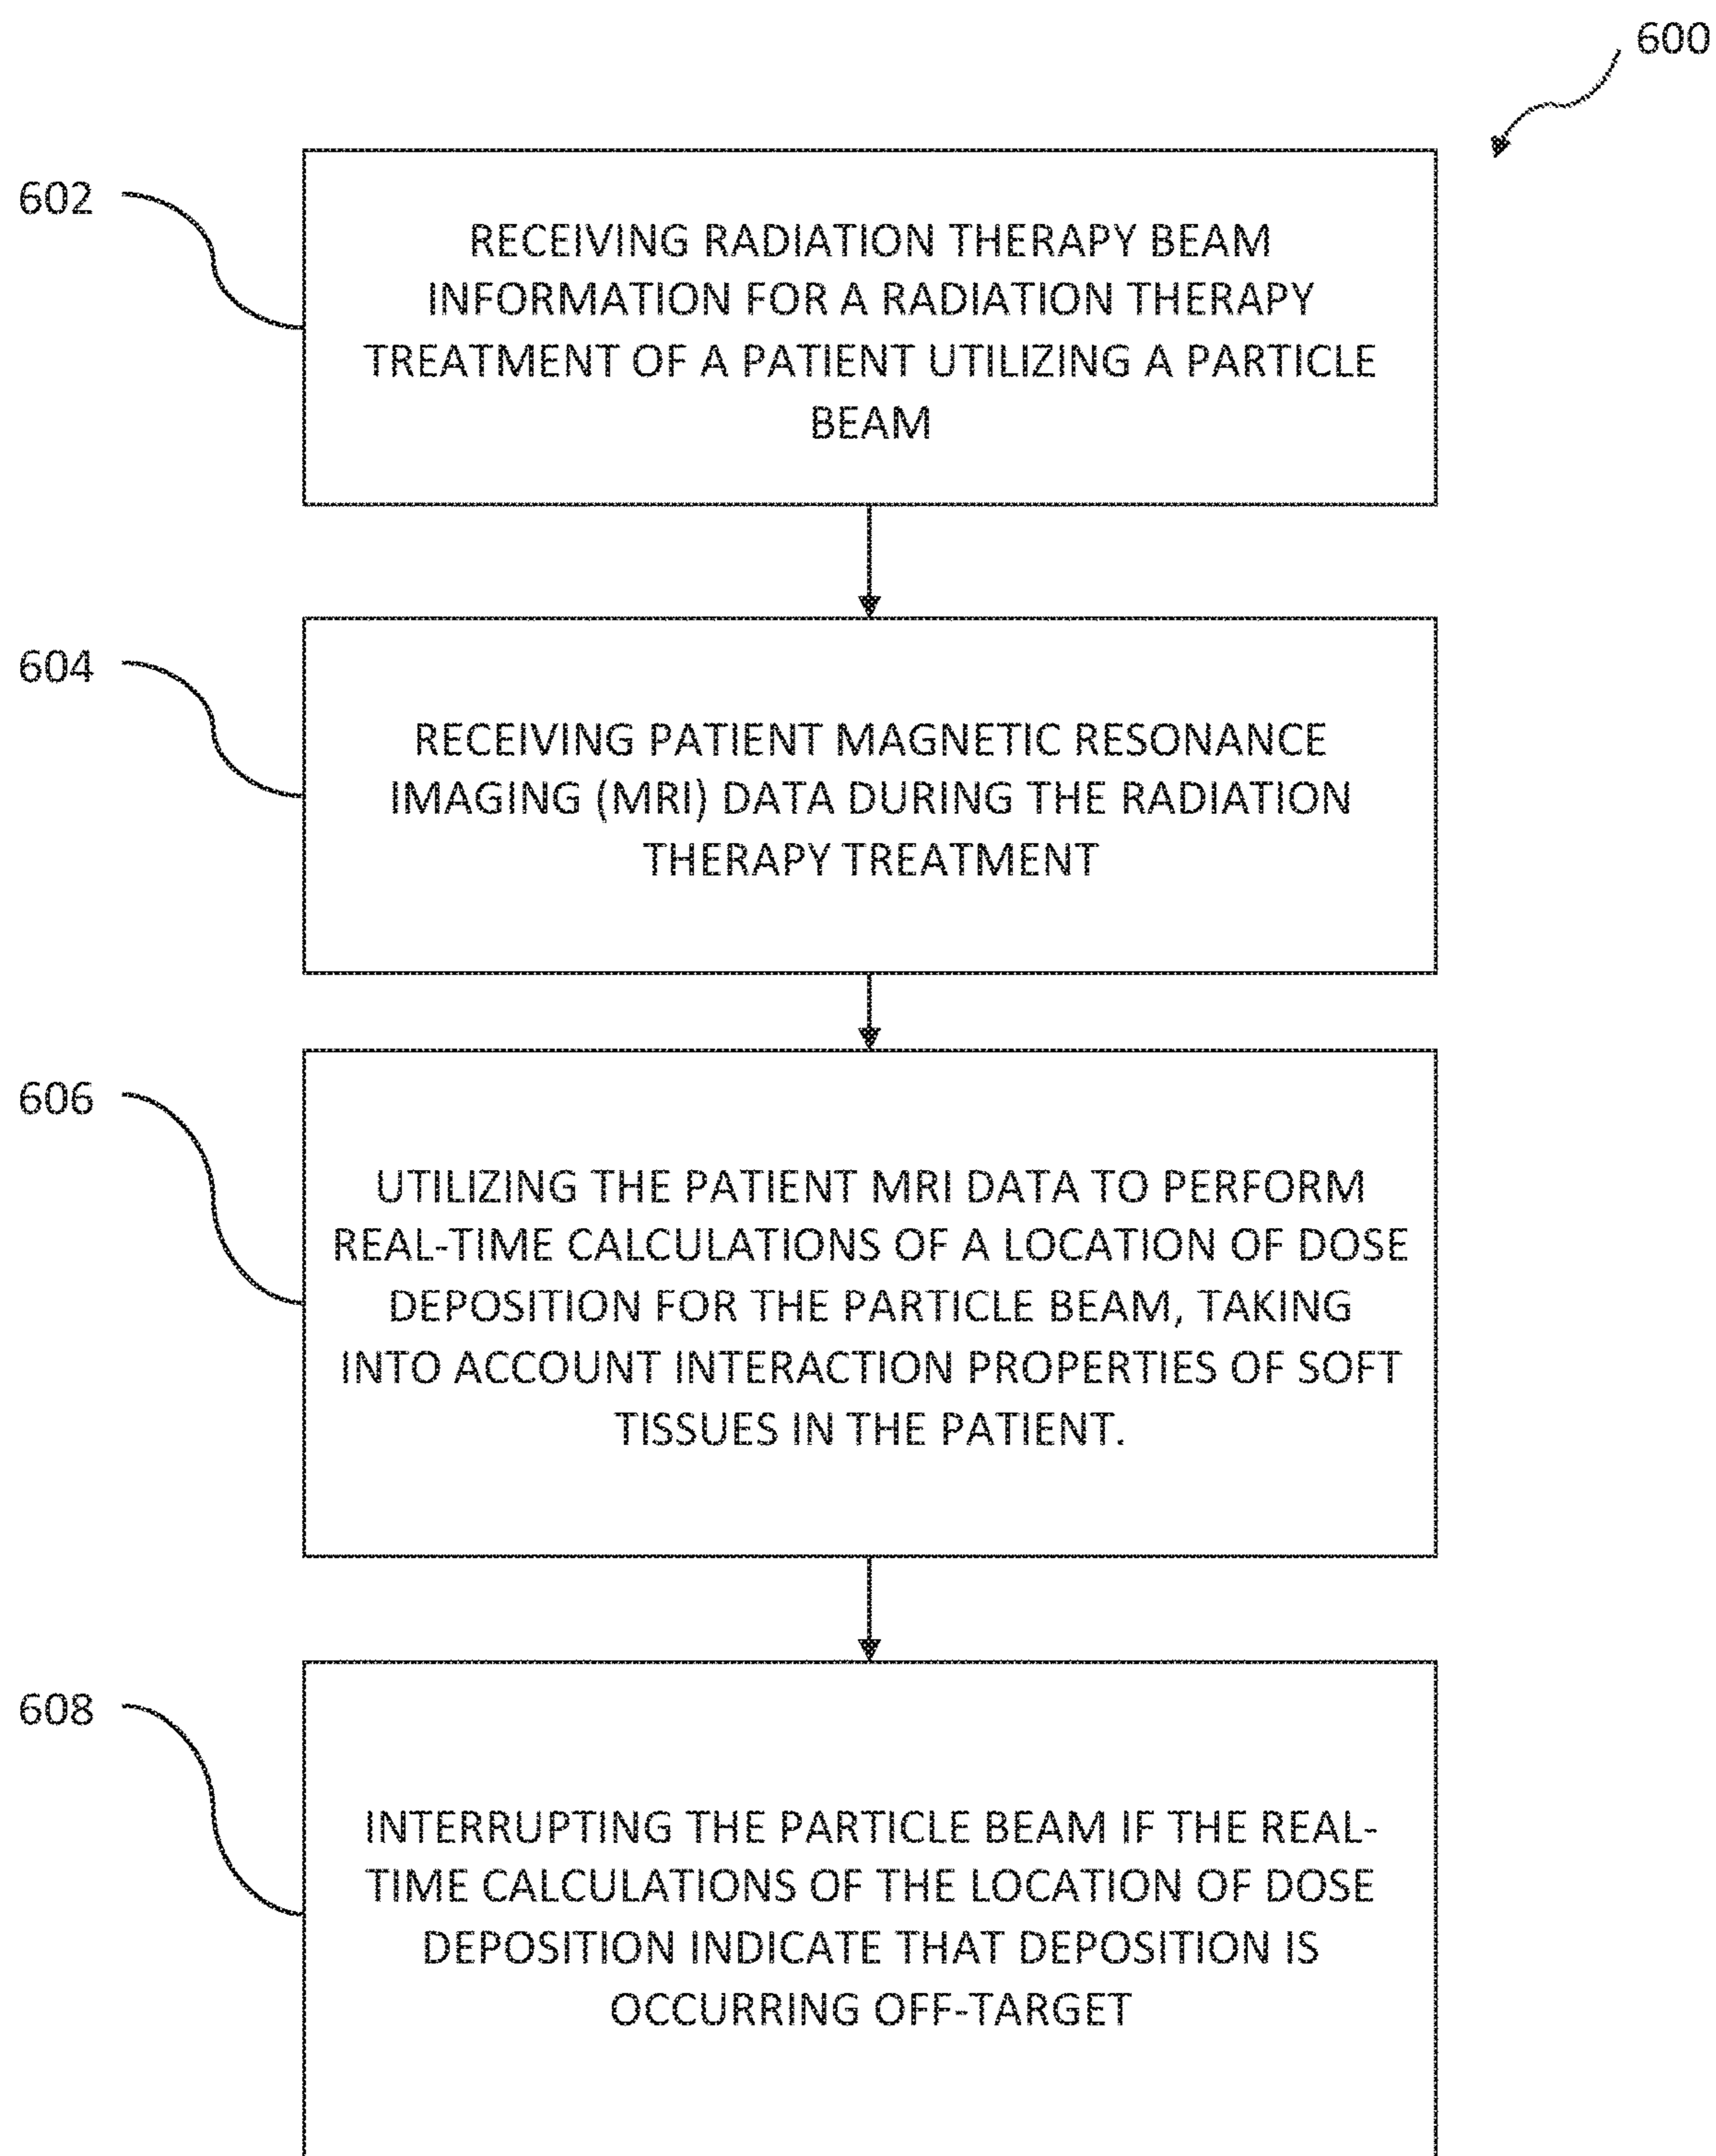 600
602
RECEIVING RADIATION THERAPY BEAM
INFORMATION FOR A RADIATION THERAPY
TREATMENT OF A PATIENT UTILIZING A PARTICLE
BEAM
604
RECEIVING PATIENT MAGNETIC RESONANCE
IMAGING (MRI) DATA DURING THE RADIATION
THERAPY TREATMENT
606
UTILIZING THE PATIENT MRI DATA TO PERFORM
REAL-TIME CALCULATIONS OF A LOCATION OF DOSE
DEPOSITION FOR THE PARTICLE BEAM, TAKING
INTO ACCOUNT INTERACTION PROPERTIES OF SOFT
TISSUES IN THE PATIENT.
608
INTERRUPTING THE PARTICLE BEAM IF THE REAL-
TIME CALCULATIONS OF THE LOCATION OF DOSE
DEPOSITION INDICATE THAT DEPOSITION IS
OCCURRING OFF-TARGET